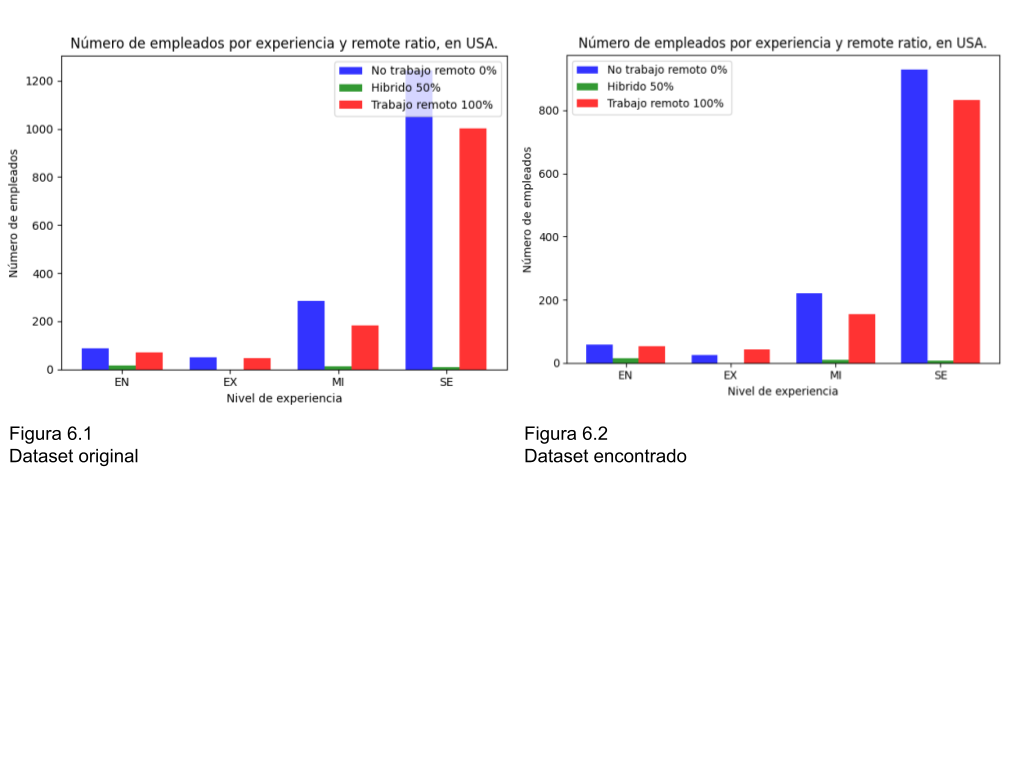 Número de empleados por experiencia y remote ratio, en USA.
No trabajo remoto 0%
Hibrido 50%
Trabajo remoto 100%
1200
1000
800
600
400
200
0
Número de empleados
EN EX MI SE
Nivel de experiencia
Figura 6.1
Dataset original
Número de empleados por experiencia y remote ratio, en USA.
No trabajo remoto 0%
Hibrido 50%
Trabajo remoto 100%
800
600
400
200
0
Número de empleados
EN EX MI SE
Nivel de experiencia
Figura 6.2
Dataset encontrado